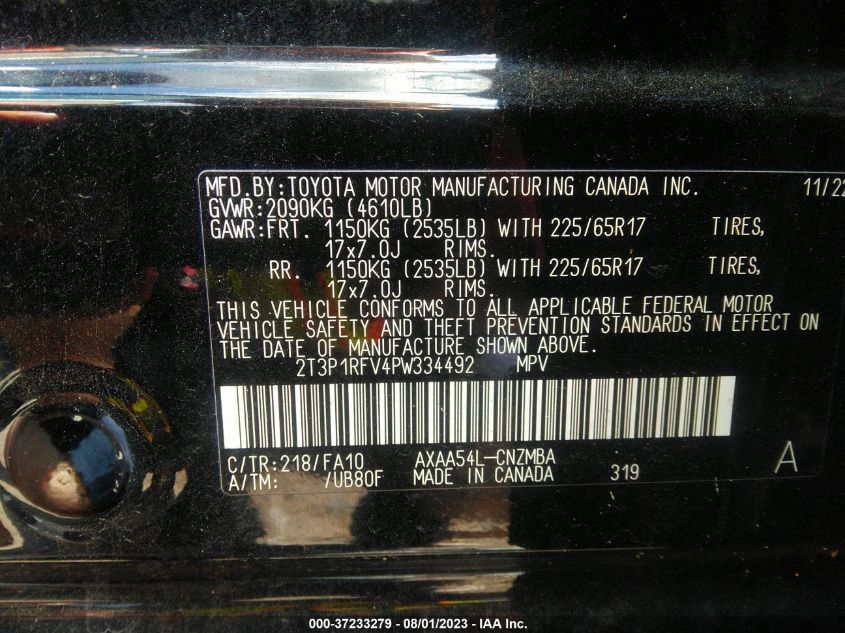 MFD.BY:TOYOTA MOTOR MANUFACTURING CANADA INC. 11/22
GVWR:2090KG (4610LB)
GAWR:FRT. 1150KG (2535LB) WITH 225/65R17 TIRES,
17x7.0J RIMS.
RR. 1150KG (2535LB) WITH 225/65R17 TIRES,
17x7.0J RIMS.
THIS VEHICLE CONFORMS TO ALL APPLICABLE FEDERAL MOTOR
VEHICLE SAFETY AND THEFT PREVENTION STANDARDS IN EFFECT ON
THE DATE OF MANUFACTURE SHOWN ABOVE.
2T3P1RFV4PW334492 MPV
C/TR:218/FA10 AXAA54L-CNZMBA
A/TM: /UB80F MADE IN CANADA 319 A
000-37233279 - 08/01/2023 - IAA Inc.